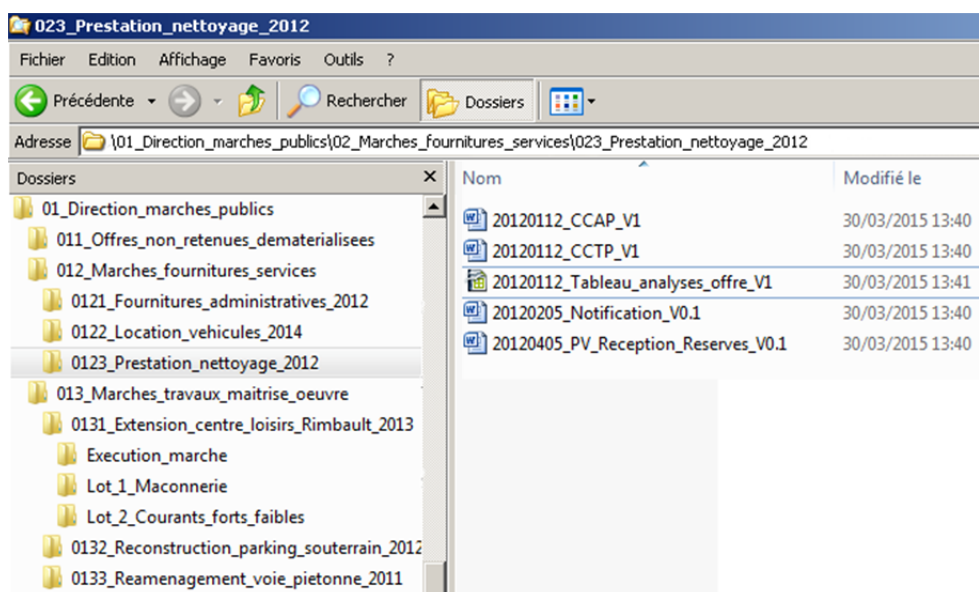 023_Prestation_nettoyage_2012
Fichier Edition Affichage Favoris Outils ?
Précédente Rechercher Dossiers
Adresse \01_Direction_marches_publics\02_Marches_fournitures_services\023_Prestation_nettoyage_2012
Dossiers x
01_Direction_marches_publics
011_Offres_non_retenues_dematerialisees
012_Marches_fournitures_services
0121_Fournitures_administratives_2012
0122_Location_vehicules_2014
0123_Prestation_nettoyage_2012
013_Marches_travaux_maitrise_oeuvre
0131_Extension_centre_loisirs_Rimbault_2013
Execution_marche
Lot_1_Maconnerie
Lot_2_Courants_forts_faibles
0132_Reconstruction_parking_souterrain_2012
0133_Reamenagement_voie_pietonne_2011
Nom Modifié le
20120112_CCAP_V1 30/03/2015 13:40
20120112_CCTP_V1 30/03/2015 13:40
20120112_Tableau_analyses_offre_V1 30/03/2015 13:41
20120205_Notification_V0.1 30/03/2015 13:40
20120405_PV_Reception_Reserves_V0.1 30/03/2015 13:40